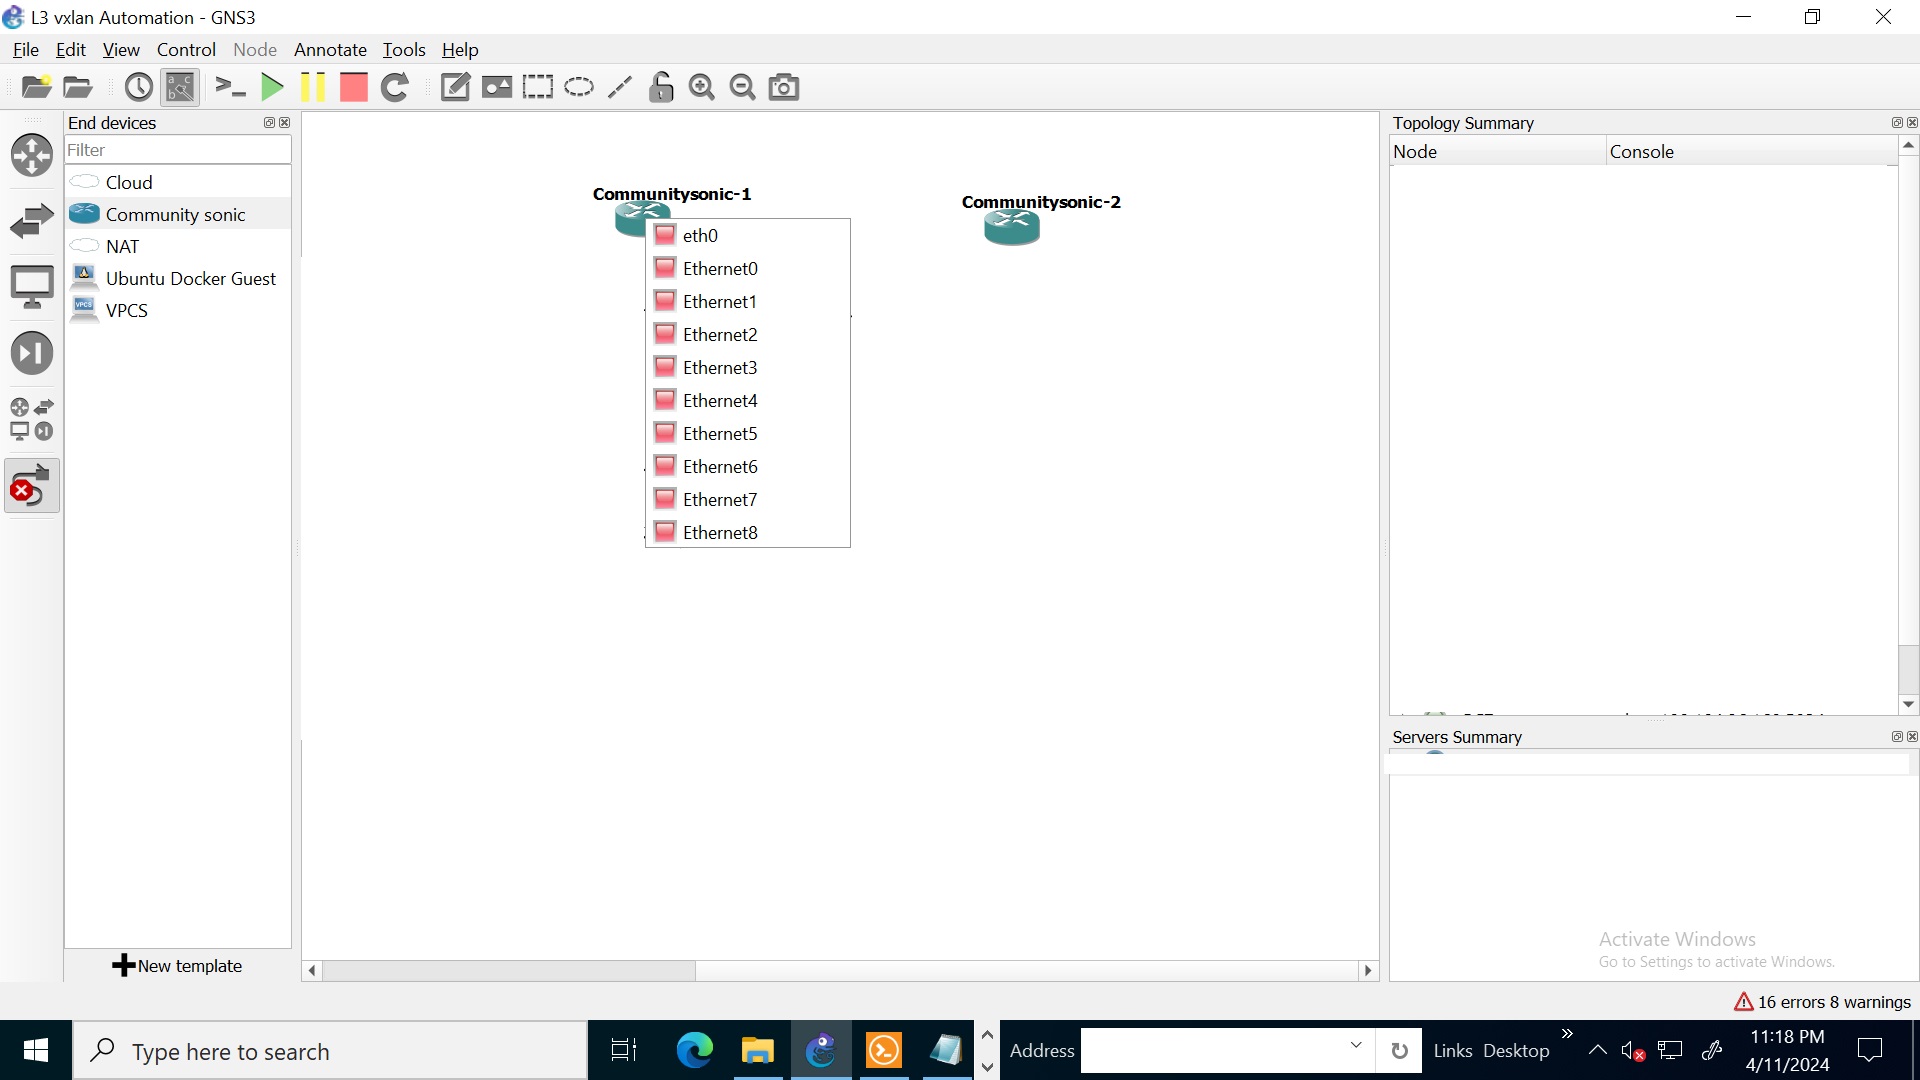 L3 vxlan Automation - GNS3
File Edit View Control Node Annotate Tools Help
End devices
Filter
Cloud
Community sonic
NAT
Ubuntu Docker Guest
VPCS
New template
Communitysonic-1
Communitysonic-2
eth0
Ethernet0
Ethernet1
Ethernet2
Ethernet3
Ethernet4
Ethernet5
Ethernet6
Ethernet7
Ethernet8
Topology Summary
Node Console
Servers Summary
Activate Windows
Go to Settings to activate Windows.
16 errors 8 warnings
Type here to search
Address
Links Desktop
11:18 PM
4/11/2024